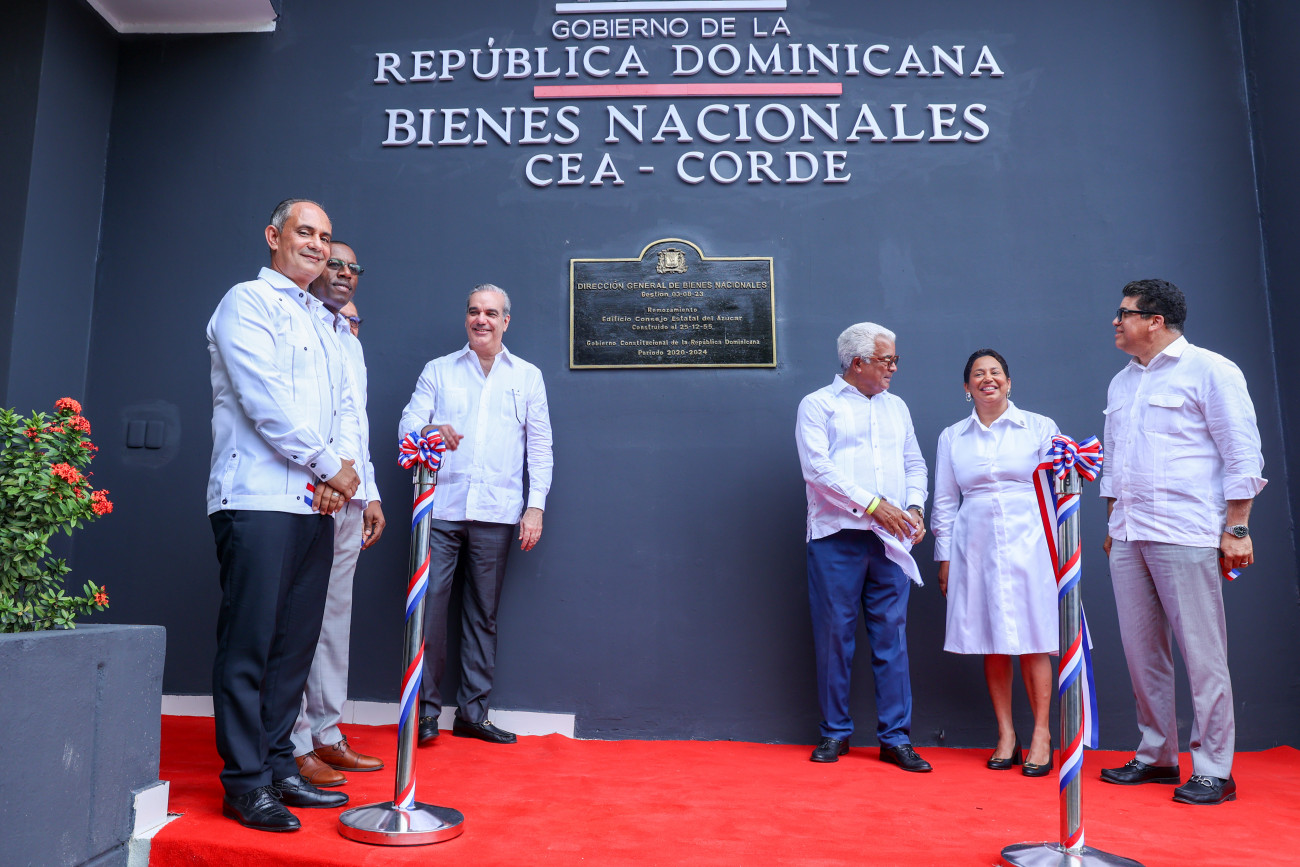 GOBIERNO DE LA
REPÚBLICA DOMINICANA
BIENES NACIONALES
CEA - CORDE
DIRECCIÓN GENERAL DE BIENES NACIONALES
Gestión 03-08-23
Remozamiento
Edificio Consejo Estatal del Azúcar
Construido el 25-12-55
Gobierno Constitucional de la República Dominicana
Periodo 2020-2024